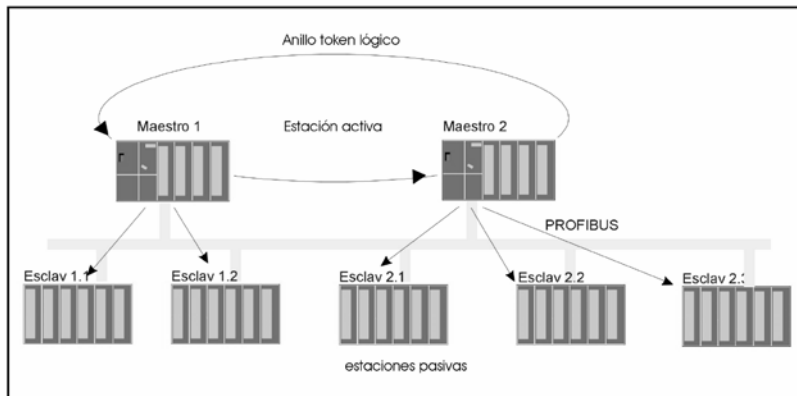 Anillo token lógico
Maestro 1
Estación activa
Maestro 2
PROFIBUS
Esclav 1.1
Esclav 1.2
Esclav 2.1
Esclav 2.2
Esclav 2.3
estaciones pasivas